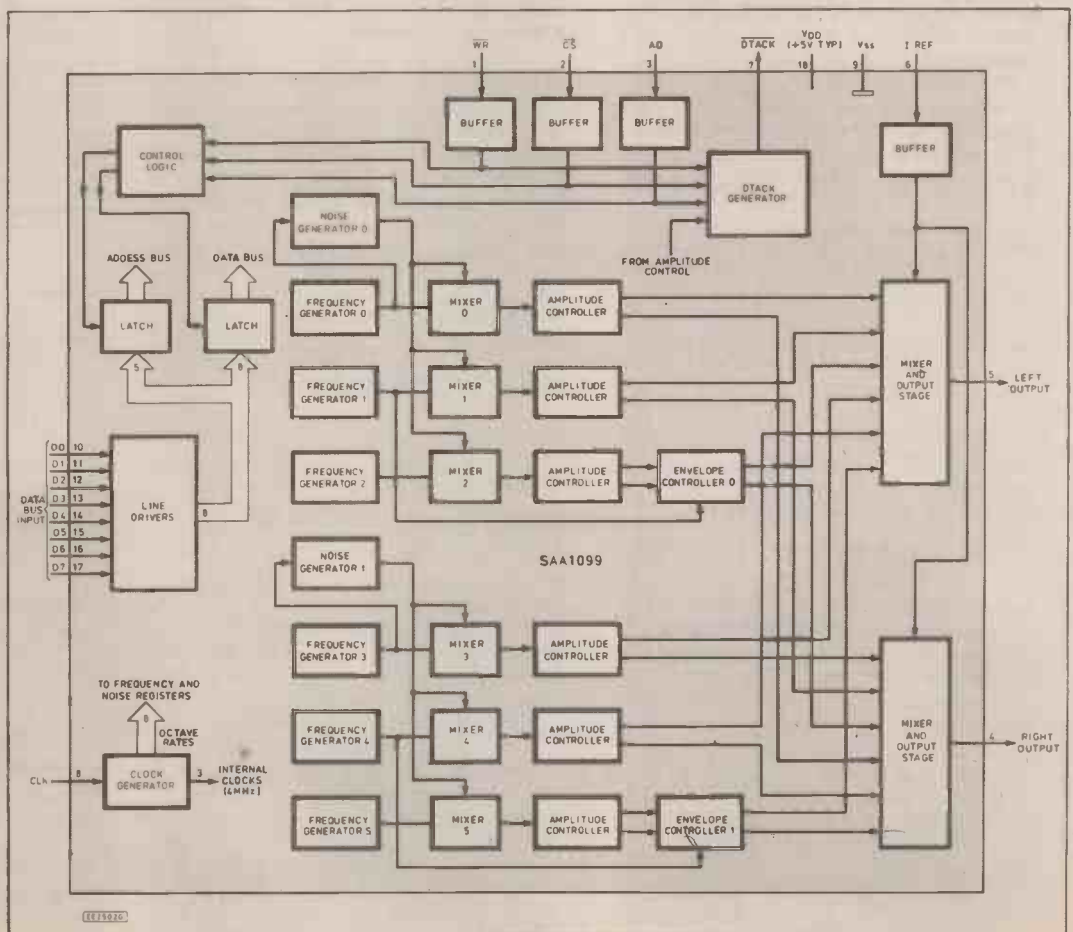 WR
CS
A0
DTACK
VDD
(+5V TYP)
Vss
I REF
1
2
3
7
18
9
6
BUFFER
BUFFER
BUFFER
BUFFER
CONTROL
LOGIC
DTACK
GENERATOR
NOISE
GENERATOR 0
FROM AMPLITUDE
CONTROL
ADDESS BUS
DATA BUS
LATCH
LATCH
5
8
FREQUENCY
GENERATOR 0
MIXER
0
AMPLITUDE
CONTROLLER
FREQUENCY
GENERATOR 1
MIXER
1
AMPLITUDE
CONTROLLER
MIXER
AND
OUTPUT
STAGE
5
LEFT
OUTPUT
FREQUENCY
GENERATOR 2
MIXER
2
AMPLITUDE
CONTROLLER
ENVELOPE
CONTROLLER 0
DATA
BUS
INPUT
D0 10
D1 11
D2 12
D3 13
D4 14
D5 15
D6 16
D7 17
LINE
DRIVERS
8
NOISE
GENERATOR 1
SAA1099
FREQUENCY
GENERATOR 3
MIXER
3
AMPLITUDE
CONTROLLER
TO FREQUENCY AND
NOISE REGISTERS
8
OCTAVE
RATES
FREQUENCY
GENERATOR 4
MIXER
4
AMPLITUDE
CONTROLLER
MIXER
AND
OUTPUT
STAGE
4
RIGHT
OUTPUT
CLK
8
CLOCK
GENERATOR
3
INTERNAL
CLOCKS
(4MHz)
FREQUENCY
GENERATOR 5
MIXER
5
AMPLITUDE
CONTROLLER
ENVELOPE
CONTROLLER 1